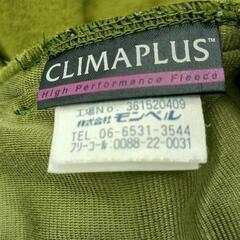 CLIMAPLUS™
High Performance Fleece
工場No. 361520409
株式会社モンベル
TEL 06-6531-3544
フリーコール 0088-22-0031